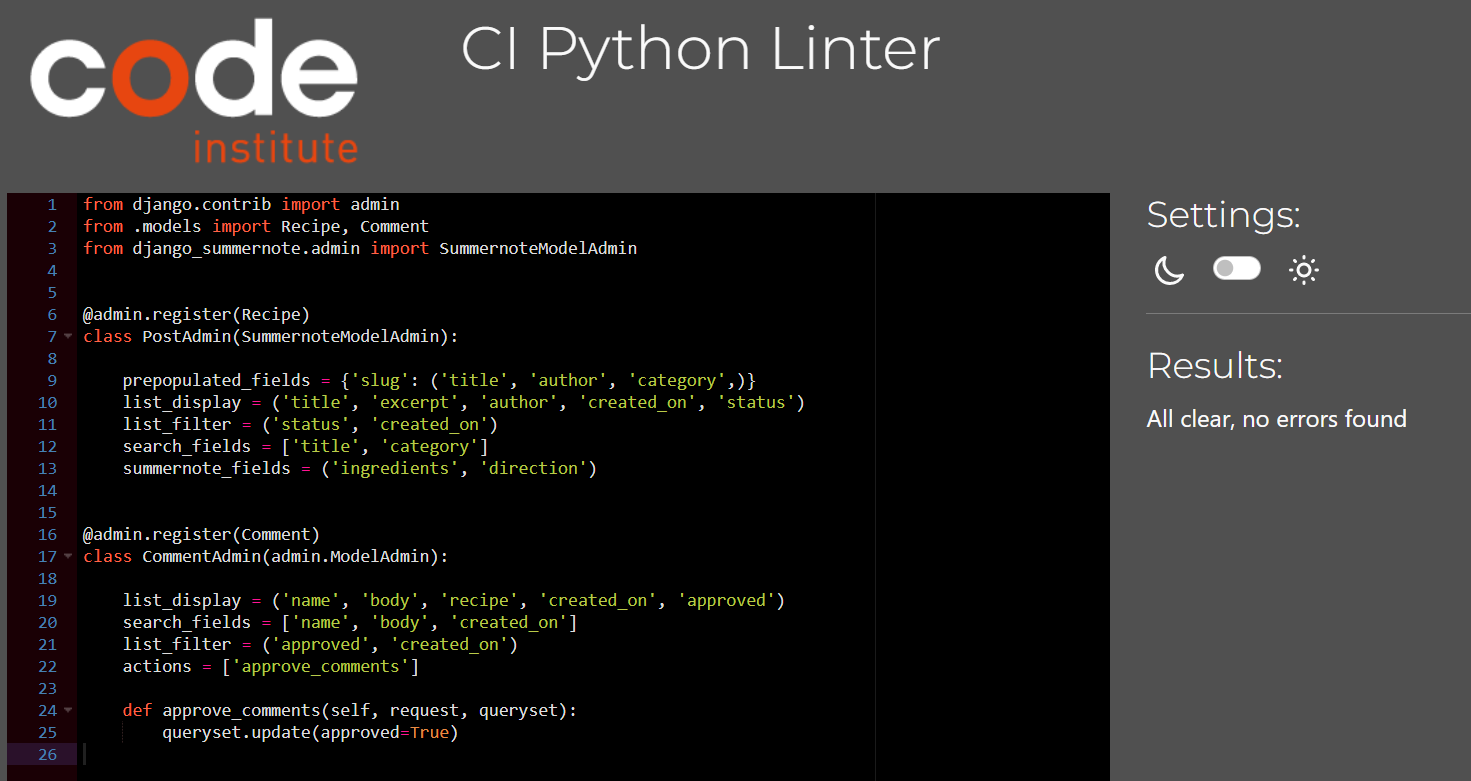 code
institute
CI Python Linter
1 from django.contrib import admin
2 from .models import Recipe, Comment
3 from django_summernote.admin import SummernoteModelAdmin
4
5
6 @admin.register(Recipe)
7 class PostAdmin(SummernoteModelAdmin):
8
9     prepopulated_fields = {'slug': ('title', 'author', 'category',)}
10     list_display = ('title', 'excerpt', 'author', 'created_on', 'status')
11     list_filter = ('status', 'created_on')
12     search_fields = ['title', 'category']
13     summernote_fields = ('ingredients', 'direction')
14
15
16 @admin.register(Comment)
17 class CommentAdmin(admin.ModelAdmin):
18
19     list_display = ('name', 'body', 'recipe', 'created_on', 'approved')
20     search_fields = ['name', 'body', 'created_on']
21     list_filter = ('approved', 'created_on')
22     actions = ['approve_comments']
23
24     def approve_comments(self, request, queryset):
25         queryset.update(approved=True)
26
Settings:
Results:
All clear, no errors found